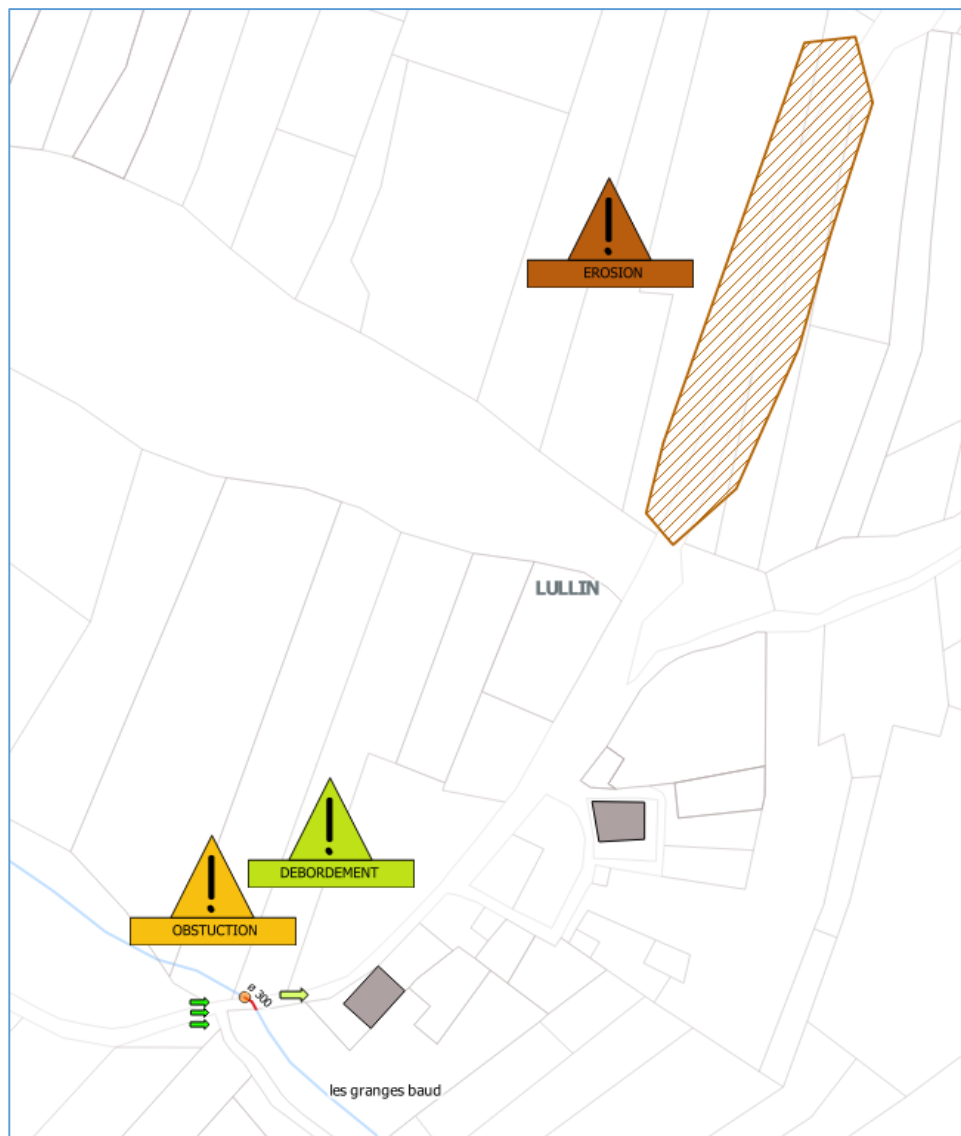 EROSION
LULLIN
DEBORDEMENT
OBSTUCTION
ø 300
les granges baud